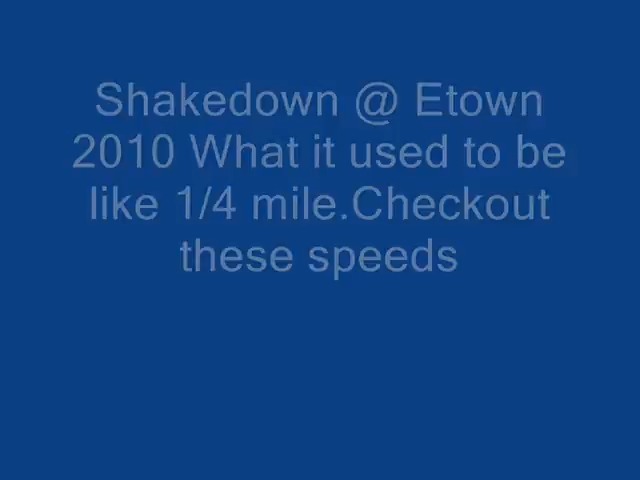 Shakedown @ Etown
2010 What it used to be
like 1/4 mile.Checkout
these speeds